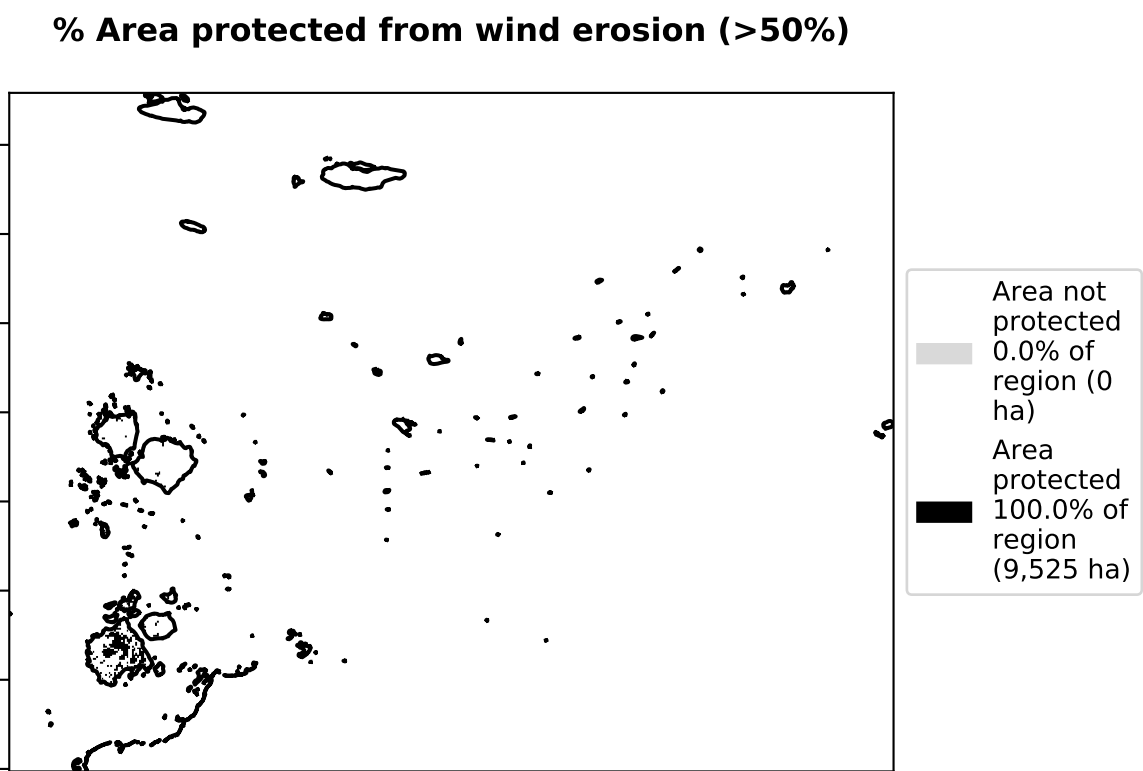 % Area protected from wind erosion (>50%)
Area not
protected
0.0% of
region (0
ha)
Area
protected
100.0% of
region
(9,525 ha)